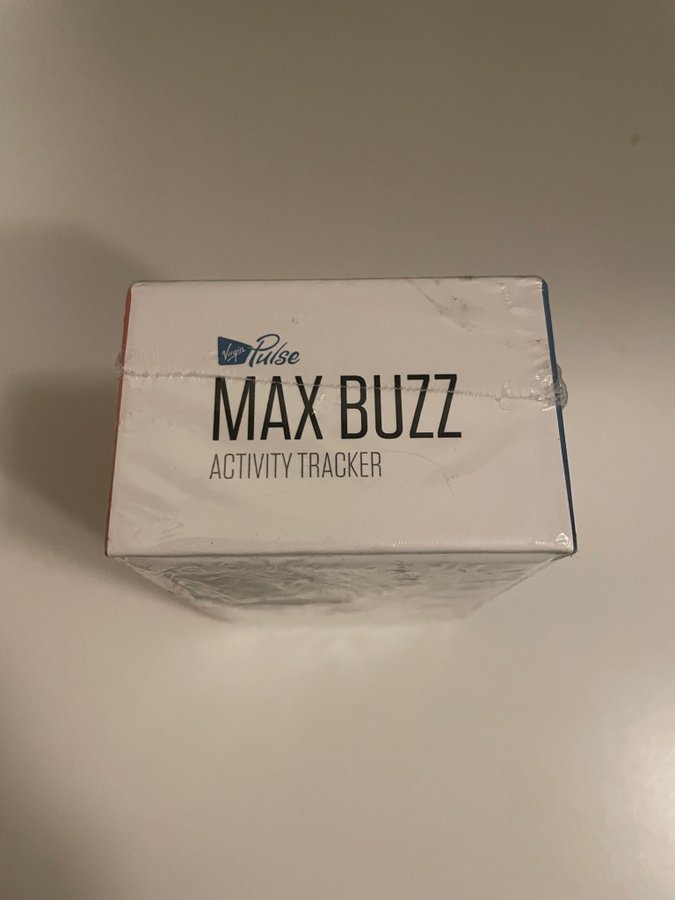 Virgin Pulse
MAX BUZZ
ACTIVITY TRACKER